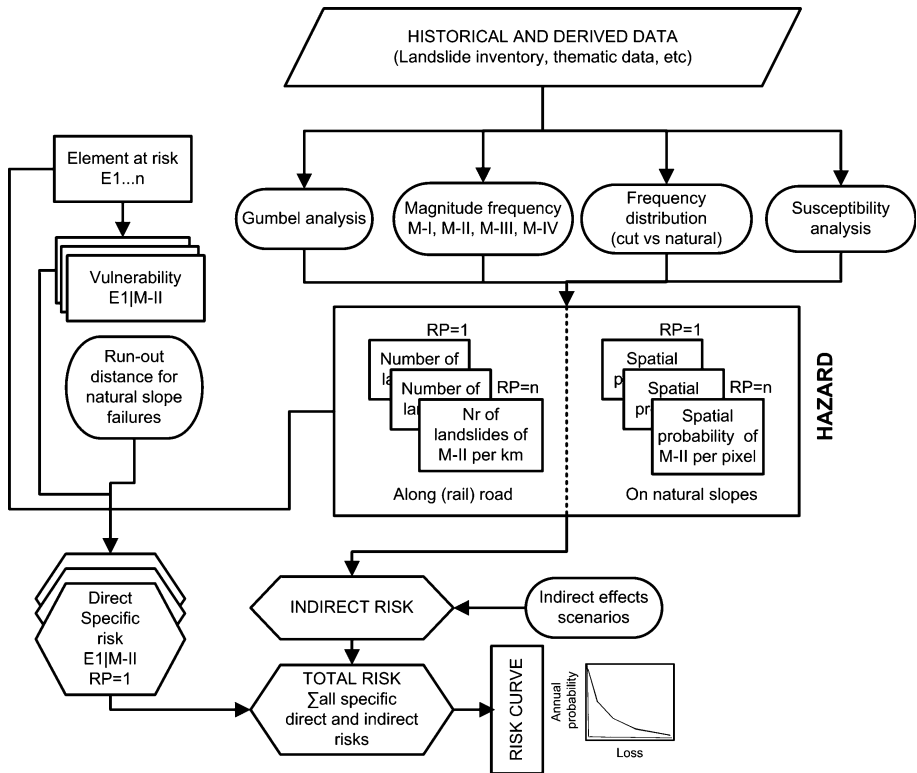 HISTORICAL AND DERIVED DATA
(Landslide inventory, thematic data, etc)
Element at risk
E1...n
Gumbel analysis
Magnitude frequency
M-I, M-II, M-III, M-IV
Frequency
distribution
(cut vs natural)
Susceptibility
analysis
Vulnerability
E1|M-II
Run-out
distance for
natural slope
failures
RP=1
Number of
Number of
RP=n
Nr of
landslides of
M-II per km
Along (rail) road
RP=1
Spatial
Spatial
RP=n
Spatial
probability of
M-II per pixel
On natural slopes
HAZARD
Direct
Specific
risk
E1|M-II
RP=1
INDIRECT RISK
Indirect effects
scenarios
TOTAL RISK
∑all specific
direct and indirect
risks
RISK CURVE
Annual
probability
Loss